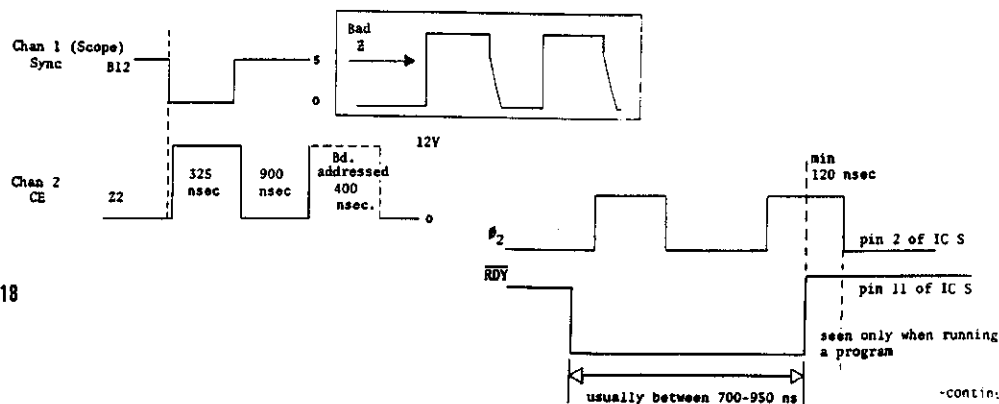 Chan 1 (Scope)
Sync
B12
5
0
Bad
2
Chan 2
CE
22
325
nsec
900
nsec
Bd.
addressed
400
nsec.
12V
0
18
min
120 nsec
ø2
pin 2 of IC S
RDY
pin 11 of IC S
seen only when running
a program
usually between 700-950 ns